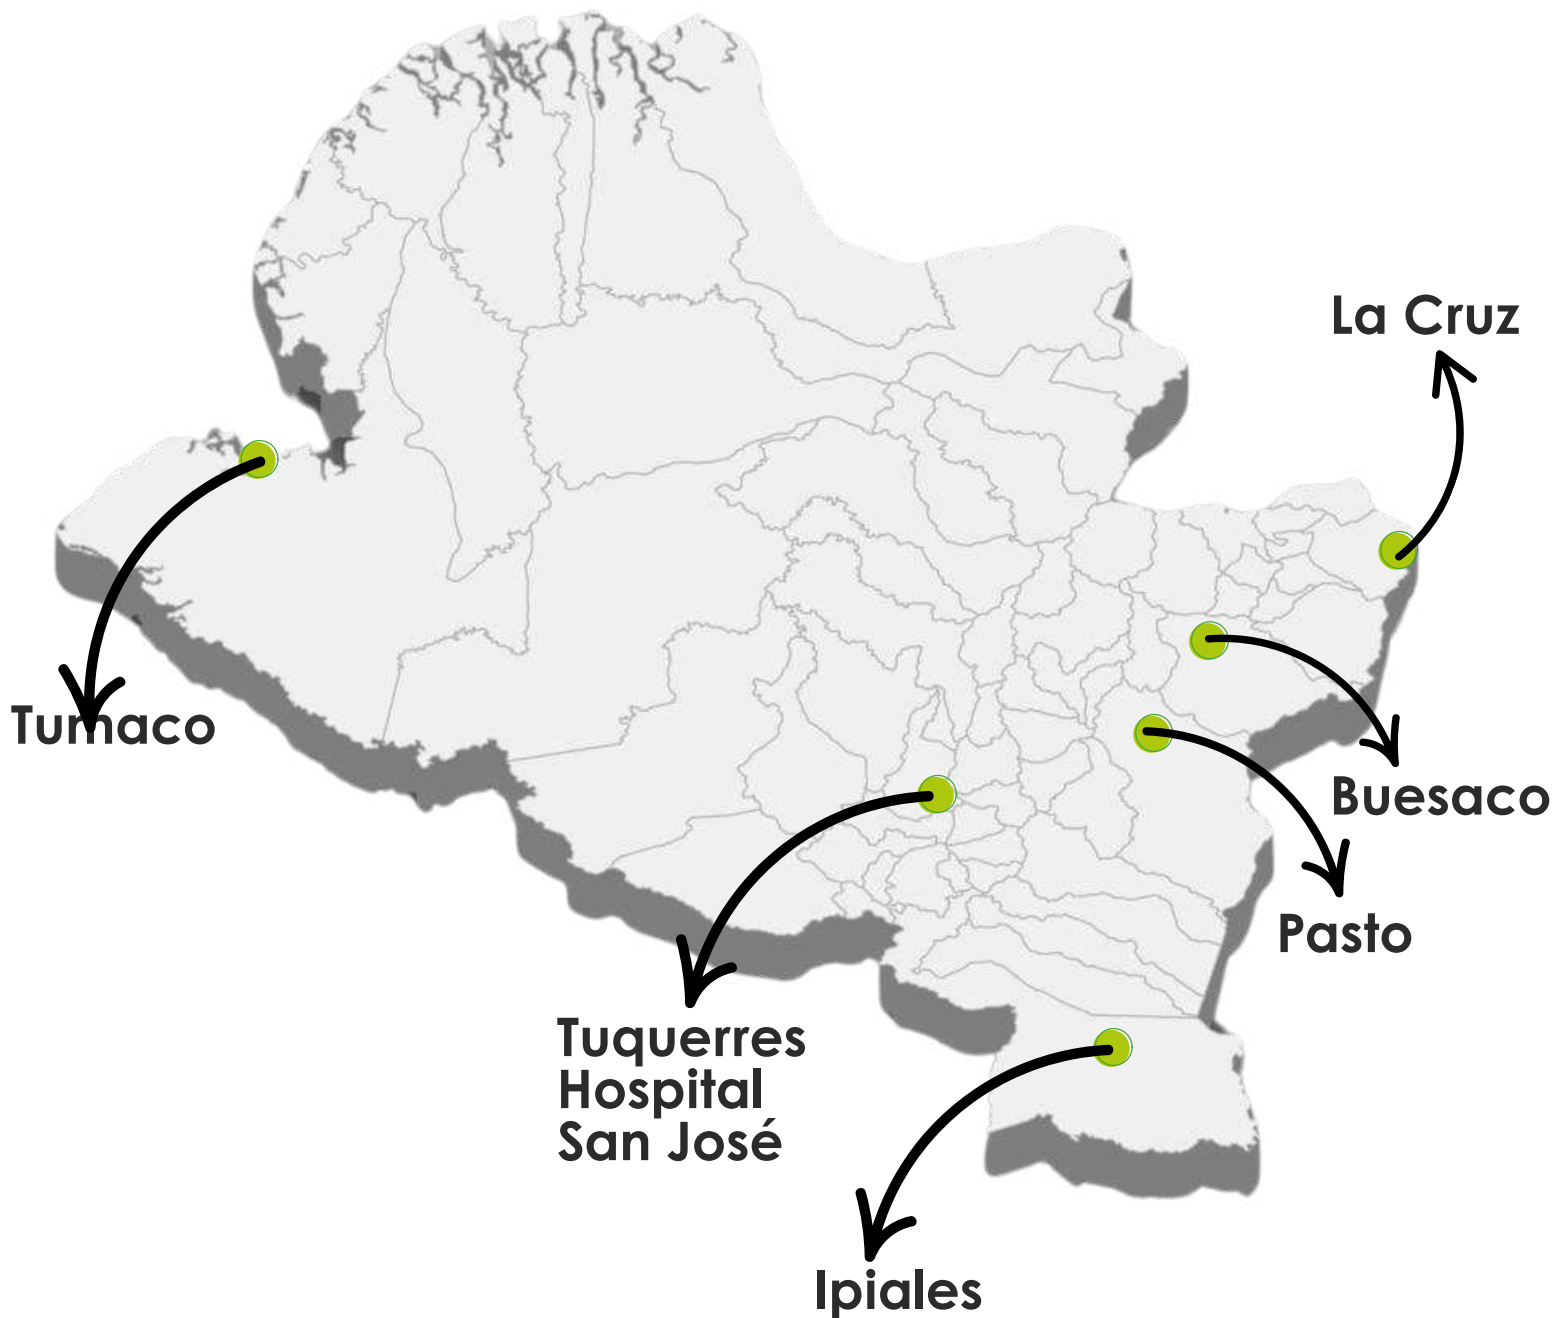 La Cruz
Tumaco
Buesaco
Pasto
Tuquerres
Hospital
San José
Ipiales